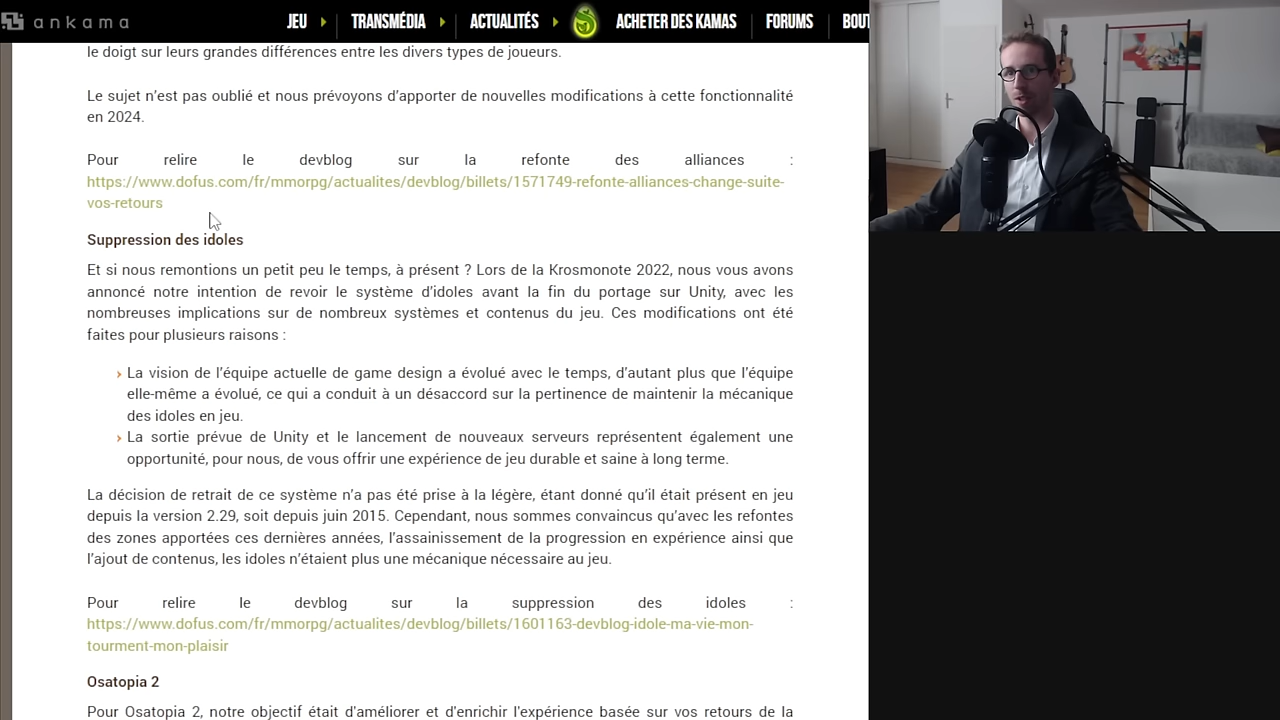 ankama
JEU TRANSMÉDIA ACTUALITÉS ACHETER DES KAMAS FORUMS BOUT
le doigt sur leurs grandes différences entre les divers types de joueurs.
Le sujet n’est pas oublié et nous prévoyons d’apporter de nouvelles modifications à cette fonctionnalité
en 2024.
Pour relire le devblog sur la refonte des alliances :
https://www.dofus.com/fr/mmorpg/actualites/devblog/billets/1571749-refonte-alliances-change-suite-
vos-retours
Suppression des idoles
Et si nous remontions un petit peu le temps, à présent ? Lors de la Krosmonote 2022, nous vous avons
annoncé notre intention de revoir le système d’idoles avant la fin du portage sur Unity, avec les
nombreuses implications sur de nombreux systèmes et contenus du jeu. Ces modifications ont été
faites pour plusieurs raisons :
› La vision de l’équipe actuelle de game design a évolué avec le temps, d’autant plus que l’équipe
elle-même a évolué, ce qui a conduit à un désaccord sur la pertinence de maintenir la mécanique
des idoles en jeu.
› La sortie prévue de Unity et le lancement de nouveaux serveurs représentent également une
opportunité, pour nous, de vous offrir une expérience de jeu durable et saine à long terme.
La décision de retrait de ce système n’a pas été prise à la légère, étant donné qu’il était présent en jeu
depuis la version 2.29, soit depuis juin 2015. Cependant, nous sommes convaincus qu’avec les refontes
des zones apportées ces dernières années, l’assainissement de la progression en expérience ainsi que
l’ajout de contenus, les idoles n’étaient plus une mécanique nécessaire au jeu.
Pour relire le devblog sur la suppression des idoles :
https://www.dofus.com/fr/mmorpg/actualites/devblog/billets/1601163-devblog-idole-ma-vie-mon-
tourment-mon-plaisir
Osatopia 2
Pour Osatopia 2, notre objectif était d'améliorer et d'enrichir l'expérience basée sur vos retours de la